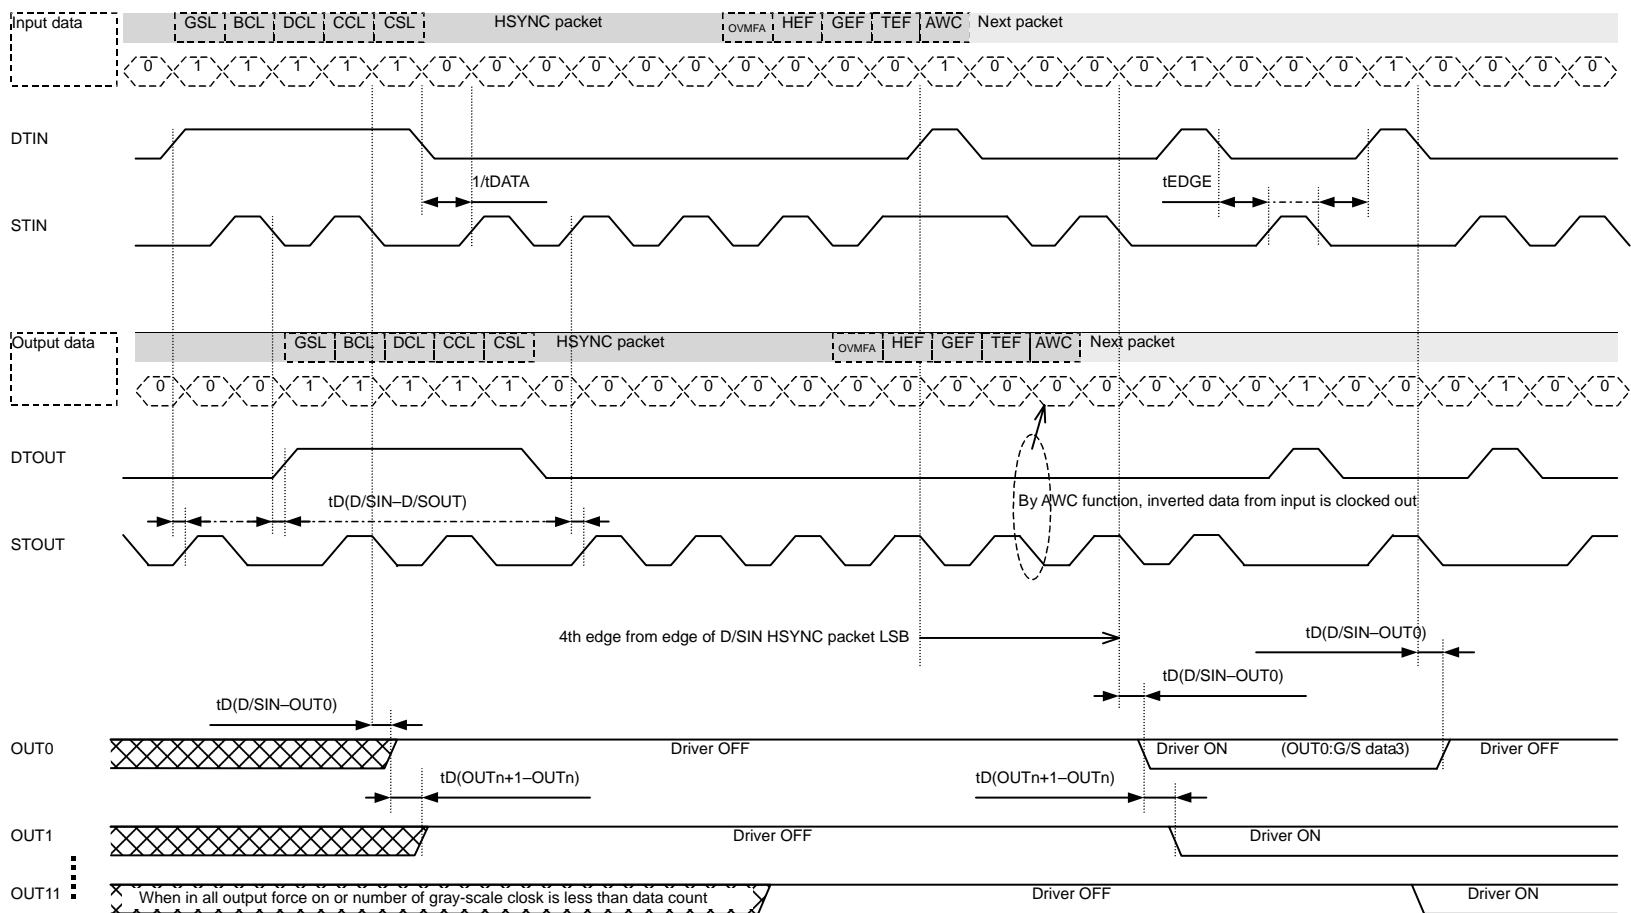 Input data GSL BCL DCL CCL CSL HSYNC packet OVMFA HEF GEF TEF AWC Next packet
0 1 1 1 1 1 0 0 0 0 0 0 0 0 0 0 1 0 0 0 0 1 0 0 0 1 0 0 0 0
DTIN
1/tDATA tEDGE
STIN
Output data GSL BCL DCL CCL CSL HSYNC packet OVMFA HEF GEF TEF AWC Next packet
0 0 0 1 1 1 1 1 0 0 0 0 0 0 0 0 0 0 0 0 0 0 0 1 0 0 0 1 0 0
DTOUT
tD(D/SIN–D/SOUT) By AWC function, inverted data from input is clocked out
STOUT
4th edge from edge of D/SIN HSYNC packet LSB tD(D/SIN–OUT0)
tD(D/SIN–OUT0)
tD(D/SIN–OUT0)
OUT0 Driver OFF Driver ON (OUT0:G/S data3) Driver OFF
tD(OUTn+1–OUTn) tD(OUTn+1–OUTn)
OUT1 Driver OFF Driver ON
OUT11 When in all output force on or number of gray-scale closk is less than data count Driver OFF Driver ON